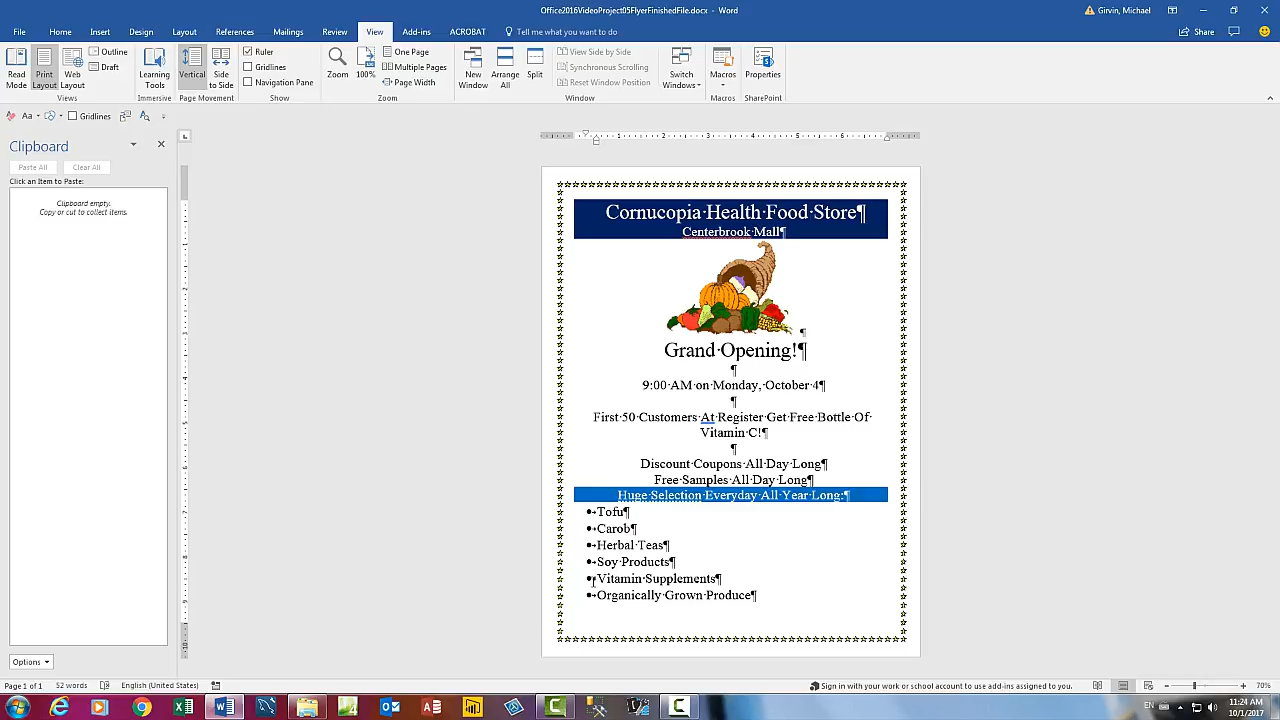 Office2016VideoProject05FlyerFinishedFile.docx - Word
Girvin, Michael
File Home Insert Design Layout References Mailings Review View Add-ins ACROBAT Tell me what you want to do Share
Read Mode
Print Layout
Web Layout
Outline
Draft
Views
Learning Tools
Immersive
Vertical
Side to Side
Page Movement
Ruler
Gridlines
Navigation Pane
Show
Zoom
100%
One Page
Multiple Pages
Page Width
Zoom
New Window
Arrange All
Split
View Side by Side
Synchronous Scrolling
Reset Window Position
Window
Switch Windows
Macros
Macros
Properties
SharePoint
Aa Gridlines
Clipboard
Paste All Clear All
Click an Item to Paste:
Clipboard empty.
Copy or cut to collect items.
Options
1 2 3 4 5 6 7
Cornucopia·Health·Food·Store¶
Centerbrook·Mall¶
¶
Grand·Opening!¶
¶
9:00·AM·on·Monday,·October·4¶
¶
First·50·Customers·At·Register·Get·Free·Bottle·Of·
Vitamin·C!¶
¶
Discount·Coupons·All·Day·Long¶
Free·Samples·All·Day·Long¶
Huge·Selection·Everyday·All·Year·Long:¶
•→Tofu¶
•→Carob¶
•→Herbal·Teas¶
•→Soy·Products¶
•→Vitamin·Supplements¶
•→Organically·Grown·Produce¶
Page 1 of 1 52 words English (United States) Sign in with your work or school account to use add-ins assigned to you. 70%
EN 11:24 AM
10/1/2017